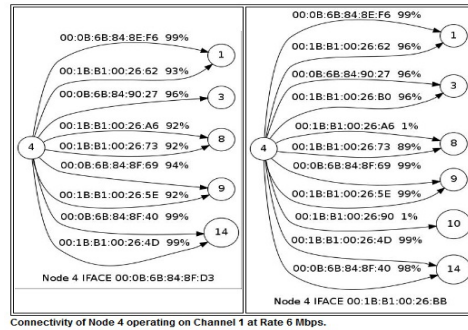 00:0B:6B:84:8E:F6 99%
1
00:1B:B1:00:26:62 93%
00:0B:6B:84:90:27 96%
3
00:1B:B1:00:26:A6 92%
8
4
00:1B:B1:00:26:73 92%
00:0B:6B:84:8F:69 94%
9
00:1B:B1:00:26:5E 92%
00:0B:6B:84:8F:40 99%
14
00:1B:B1:00:26:4D 99%
Node 4 IFACE 00:0B:6B:84:8F:D3
00:0B:6B:84:8E:F6 99%
1
00:1B:B1:00:26:62 96%
00:0B:6B:84:90:27 96%
3
00:1B:B1:00:26:B0 96%
00:1B:B1:00:26:A6 1%
8
4
00:1B:B1:00:26:73 89%
00:0B:6B:84:8F:69 99%
9
00:1B:B1:00:26:5E 99%
00:1B:B1:00:26:90 1%
10
00:1B:B1:00:26:4D 99%
14
00:0B:6B:84:8F:40 98%
Node 4 IFACE 00:1B:B1:00:26:BB
Connectivity of Node 4 operating on Channel 1 at Rate 6 Mbps.